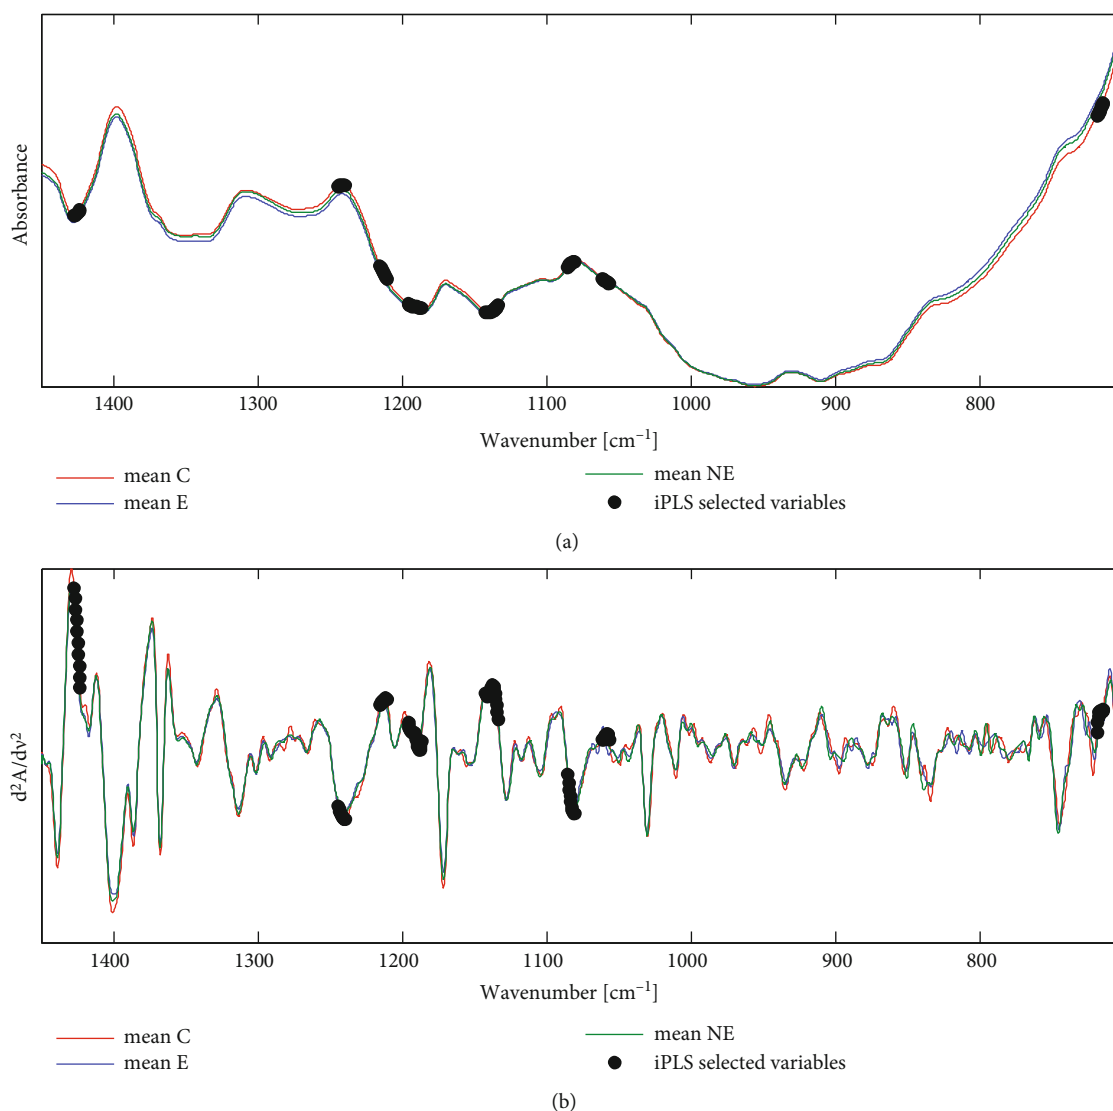 Absorbance
1400 1300 1200 1100 1000 900 800
Wavenumber [cm⁻¹]
mean C mean NE
mean E iPLS selected variables
(a)
d²A/dν²
1400 1300 1200 1100 1000 900 800
Wavenumber [cm⁻¹]
mean C mean NE
mean E iPLS selected variables
(b)